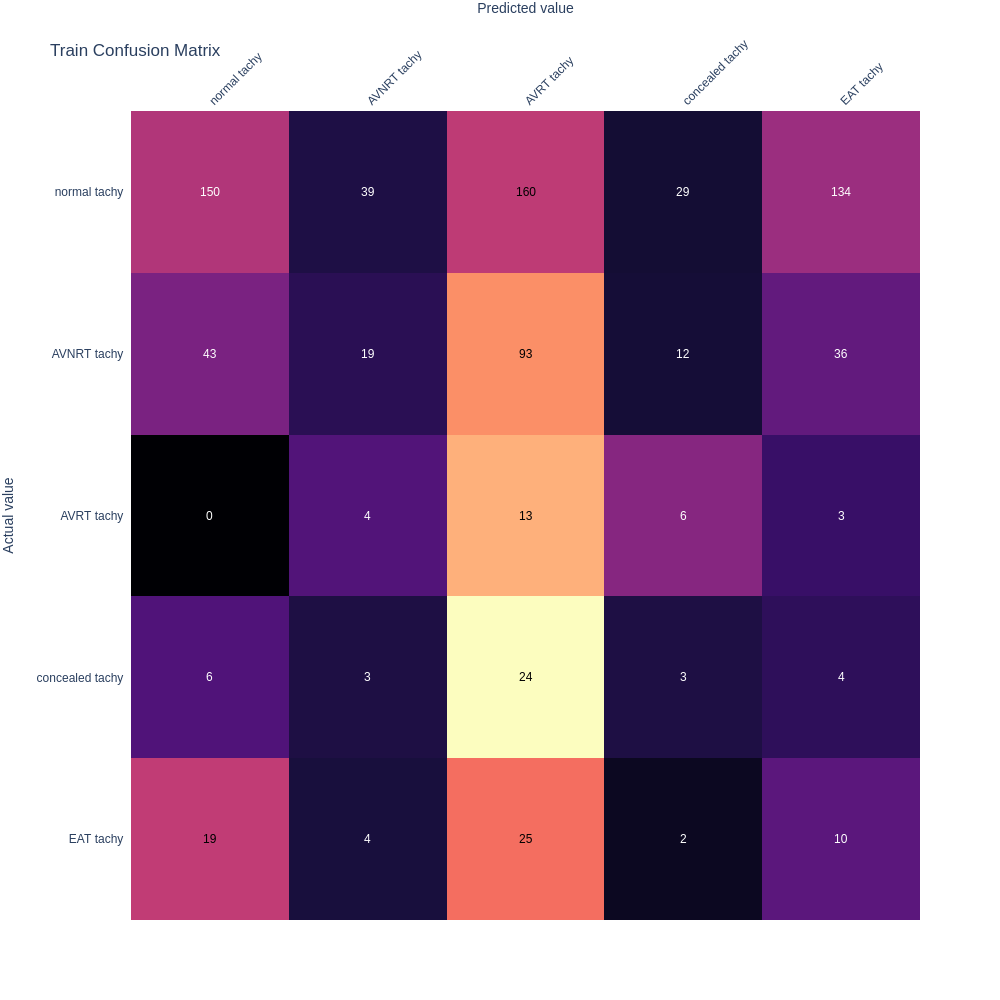 Predicted value
Train Confusion Matrix
normal tachy AVNRT tachy AVRT tachy concealed tachy EAT tachy
normal tachy 150 39 160 29 134
AVNRT tachy 43 19 93 12 36
Actual value
AVRT tachy 0 4 13 6 3
concealed tachy 6 3 24 3 4
EAT tachy 19 4 25 2 10